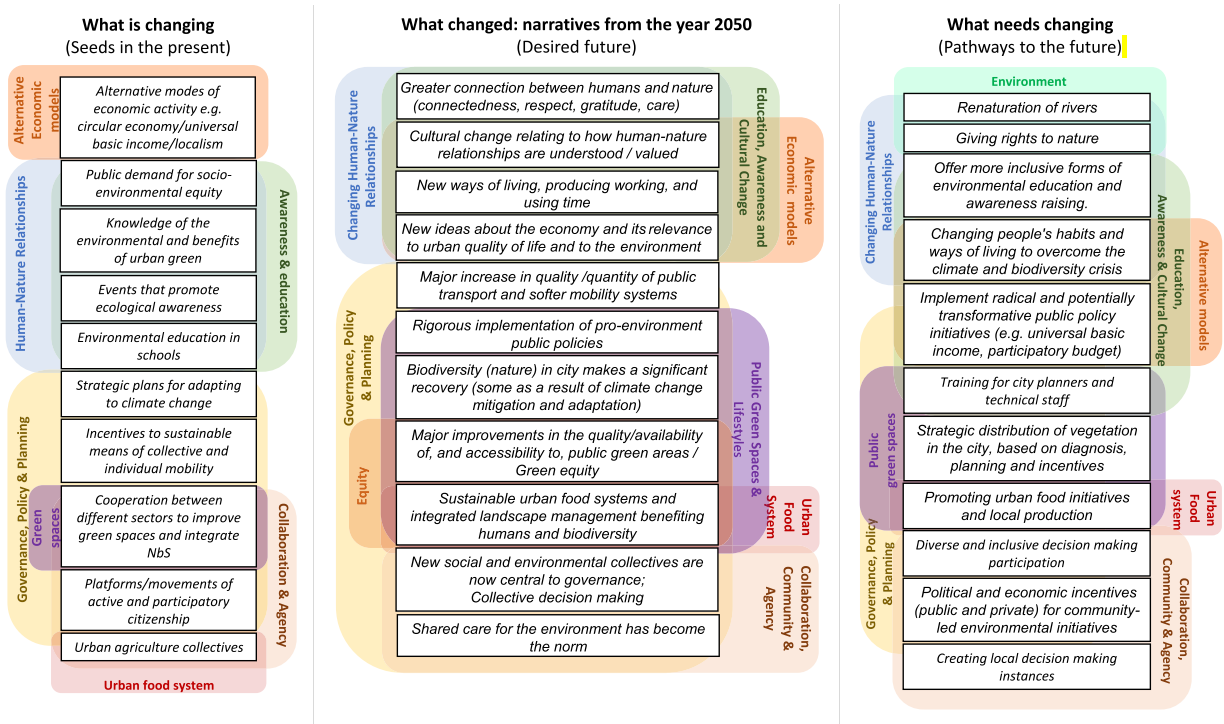 What is changing
(Seeds in the present)
Alternative
Economic
models
Alternative modes of
economic activity e.g.
circular economy/universal
basic income/localism
Human-Nature Relationships
Public demand for socio-
environmental equity
Knowledge of the
environmental and benefits
of urban green
Events that promote
ecological awareness
Environmental education in
schools
Awareness & education
Governance, Policy & Planning
Strategic plans for adapting
to climate change
Incentives to sustainable
means of collective and
individual mobility
Green
spaces
Cooperation between
different sectors to improve
green spaces and integrate
NbS
Platforms/movements of
active and participatory
citizenship
Urban agriculture collectives
Collaboration & Agency
Urban food system
What changed: narratives from the year 2050
(Desired future)
Changing Human-Nature
Relationships
Greater connection between humans and nature
(connectedness, respect, gratitude, care)
Cultural change relating to how human-nature
relationships are understood / valued
New ways of living, producing working, and
using time
New ideas about the economy and its relevance
to urban quality of life and to the environment
Education, Awareness and
Cultural Change
Alternative
Economic models
Governance, Policy
& Planning
Major increase in quality /quantity of public
transport and softer mobility systems
Rigorous implementation of pro-environment
public policies
Biodiversity (nature) in city makes a significant
recovery (some as a result of climate change
mitigation and adaptation)
Major improvements in the quality/availability
of, and accessibility to, public green areas /
Green equity
Public Green Spaces &
Lifestyles
Equity
Sustainable urban food systems and
integrated landscape management benefiting
humans and biodiversity
Urban
Food
System
New social and environmental collectives are
now central to governance;
Collective decision making
Shared care for the environment has become
the norm
Collaboration,
Community &
Agency
What needs changing
(Pathways to the future)
Environment
Changing Human-Nature
Relationships
Renaturation of rivers
Giving rights to nature
Offer more inclusive forms of
environmental education and
awareness raising.
Changing people's habits and
ways of living to overcome the
climate and biodiversity crisis
Implement radical and potentially
transformative public policy
initiatives (e.g. universal basic
income, participatory budget)
Education,
Awareness & Cultural Change
Alternative models
Training for city planners and
technical staff
Public
green spaces
Strategic distribution of vegetation
in the city, based on diagnosis,
planning and incentives
Promoting urban food initiatives
and local production
Urban
Food
system
Governance, Policy
& Planning
Diverse and inclusive decision making
participation
Political and economic incentives
(public and private) for community-
led environmental initiatives
Creating local decision making
instances
Collaboration,
Community & Agency